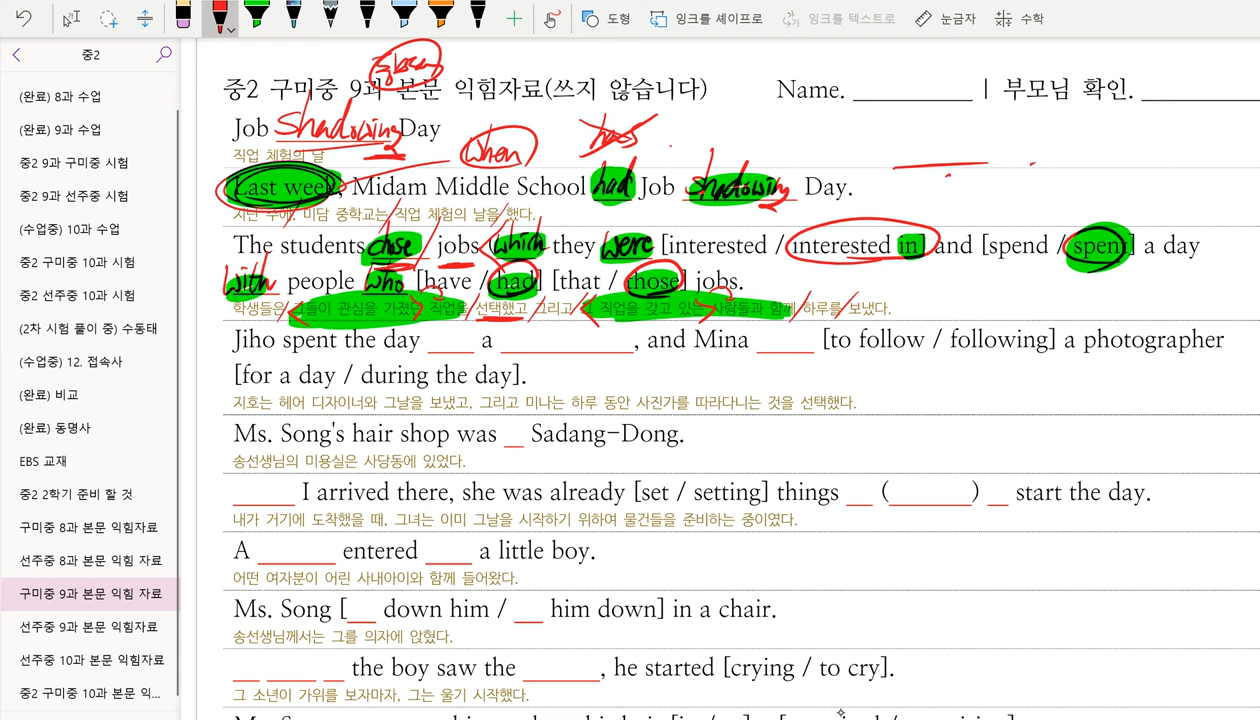 도형
잉크를 셰이프로
잉크를 텍스트로
눈금자
수학
중2
(완료) 8과 수업
(완료) 9과 수업
중2 9과 구미중 시험
중2 9과 선주중 시험
(수업중) 10과 수업
중2 구미중 10과 시험
중2 선주중 10과 시험
(2차 시험 풀이 중) 수동태
(수업중) 12. 접속사
(완료) 비교
(완료) 동명사
EBS 교재
중2 2학기 준비 할 것
구미중 8과 본문 익힘자료
선주중 8과 본문 익힘 자료
구미중 9과 본문 익힘 자료
선주중 9과 본문 익힘자료
선주중 10과 본문 익힘자료
중2 구미중 10과 본문 익...
중2 구미중 9과 본문 익힘자료(쓰지 않습니다) Name. ________ | 부모님 확인. ________
Job Shadowing Day
직업 체험의 날
when
Last week, Midam Middle School had Job Shadowing Day.
지난 주에, 미담 중학교는 직업 체험의 날을 했다.
The students chose jobs which they were [interested / interested in] and [spend / spent] a day
with people who [have / had] [that / those] jobs.
학생들은 그들이 관심을 가졌던 직업을 선택했고 그리고 그 직업을 갖고 있는 사람들과 함께 하루를 보냈다.
Jiho spent the day ____ a ________, and Mina ____ [to follow / following] a photographer
[for a day / during the day].
지호는 헤어 디자이너와 그날을 보냈고, 그리고 미나는 하루 동안 사진가를 따라다니는 것을 선택했다.
Ms. Song's hair shop was __ Sadang-Dong.
송선생님의 미용실은 사당동에 있었다.
____ I arrived there, she was already [set / setting] things __ (______) __ start the day.
내가 거기에 도착했을 때, 그녀는 이미 그날을 시작하기 위하여 물건들을 준비하는 중이였다.
A _____ entered ____ a little boy.
어떤 여자분이 어린 사내아이와 함께 들어왔다.
Ms. Song [__ down him / __ him down] in a chair.
송선생님께서는 그를 의자에 앉혔다.
__ ____ __ the boy saw the _____, he started [crying / to cry].
그 소년이 가위를 보자마자, 그는 울기 시작했다.